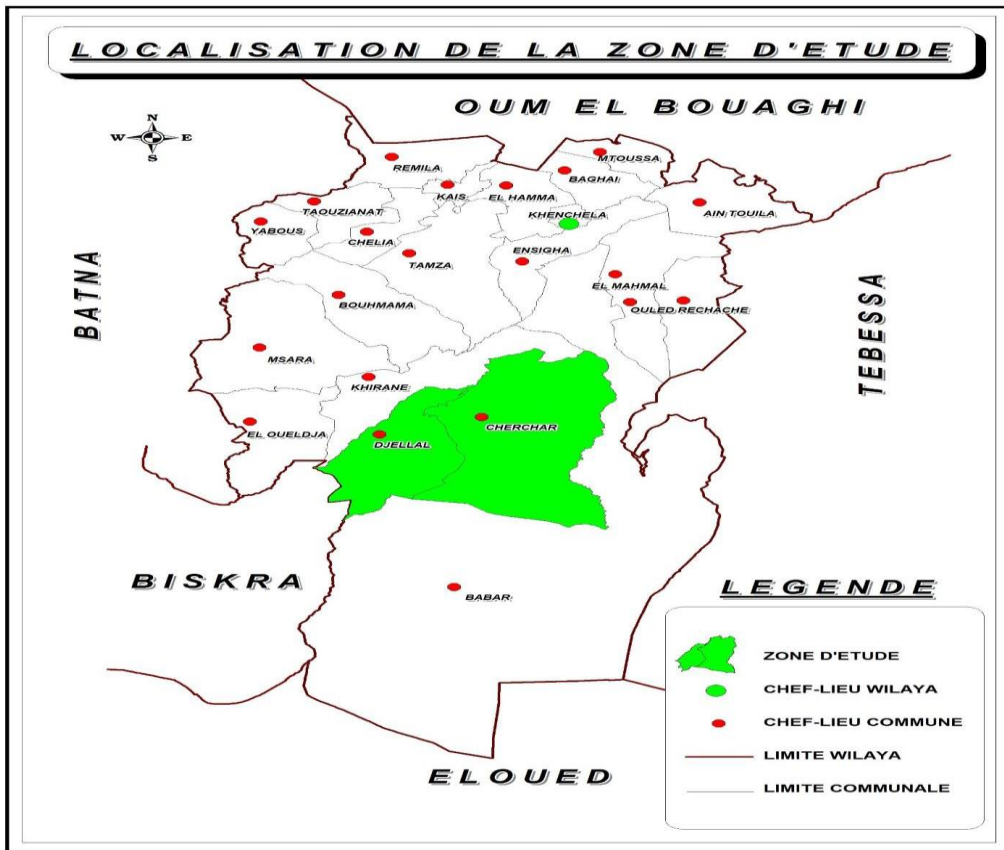 LOCALISATION DE LA ZONE D'ETUDE
OUM EL BOUAGHI
N
W E
S
MTOUSSA
REMILA
BAGHAI
KAIS
EL HAMMA
TAOUZIANAT
KHENCHELA
AIN TOUILA
YABOUS
CHELIA
ENSIGHA
TAMZA
BATNA
EL MAHMAL
BOUHMAMA
OULED RECHACHE
TEBESSA
MSARA
KHIRANE
CHERCHAR
EL OUELDJA
DJELLAL
BISKRA
BABAR
LEGENDE
ZONE D'ETUDE
CHEF-LIEU WILAYA
CHEF-LIEU COMMUNE
LIMITE WILAYA
LIMITE COMMUNALE
ELOUED